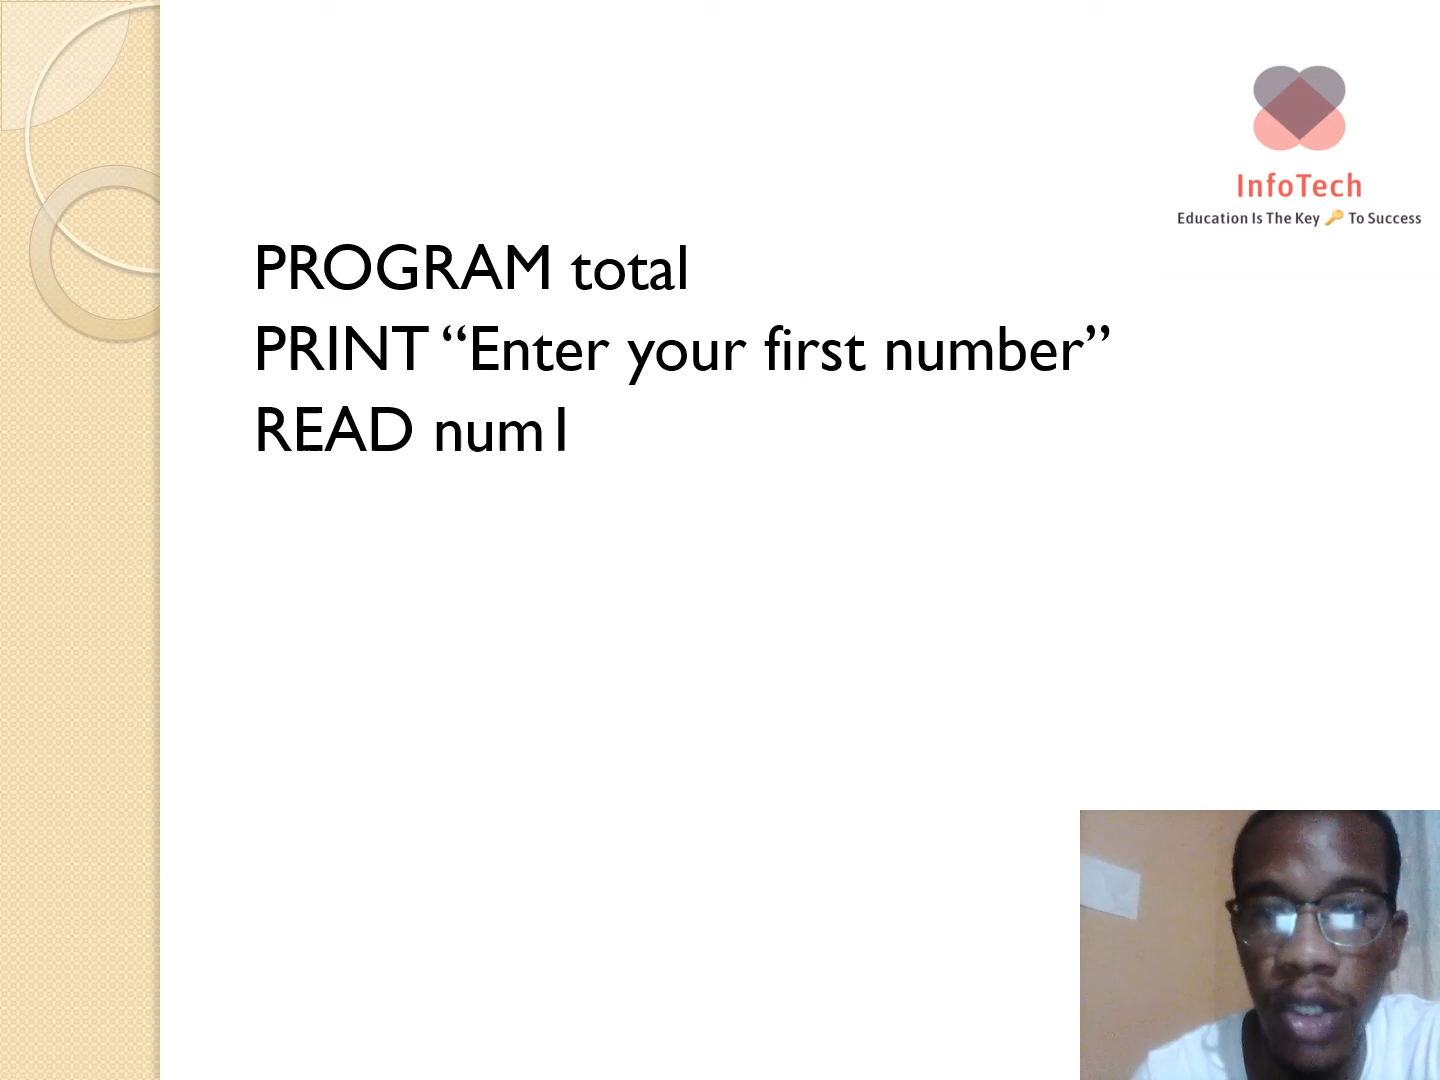 InfoTech
Education Is The Key 🔑 To Success
PROGRAM total
PRINT “Enter your first number”
READ num1